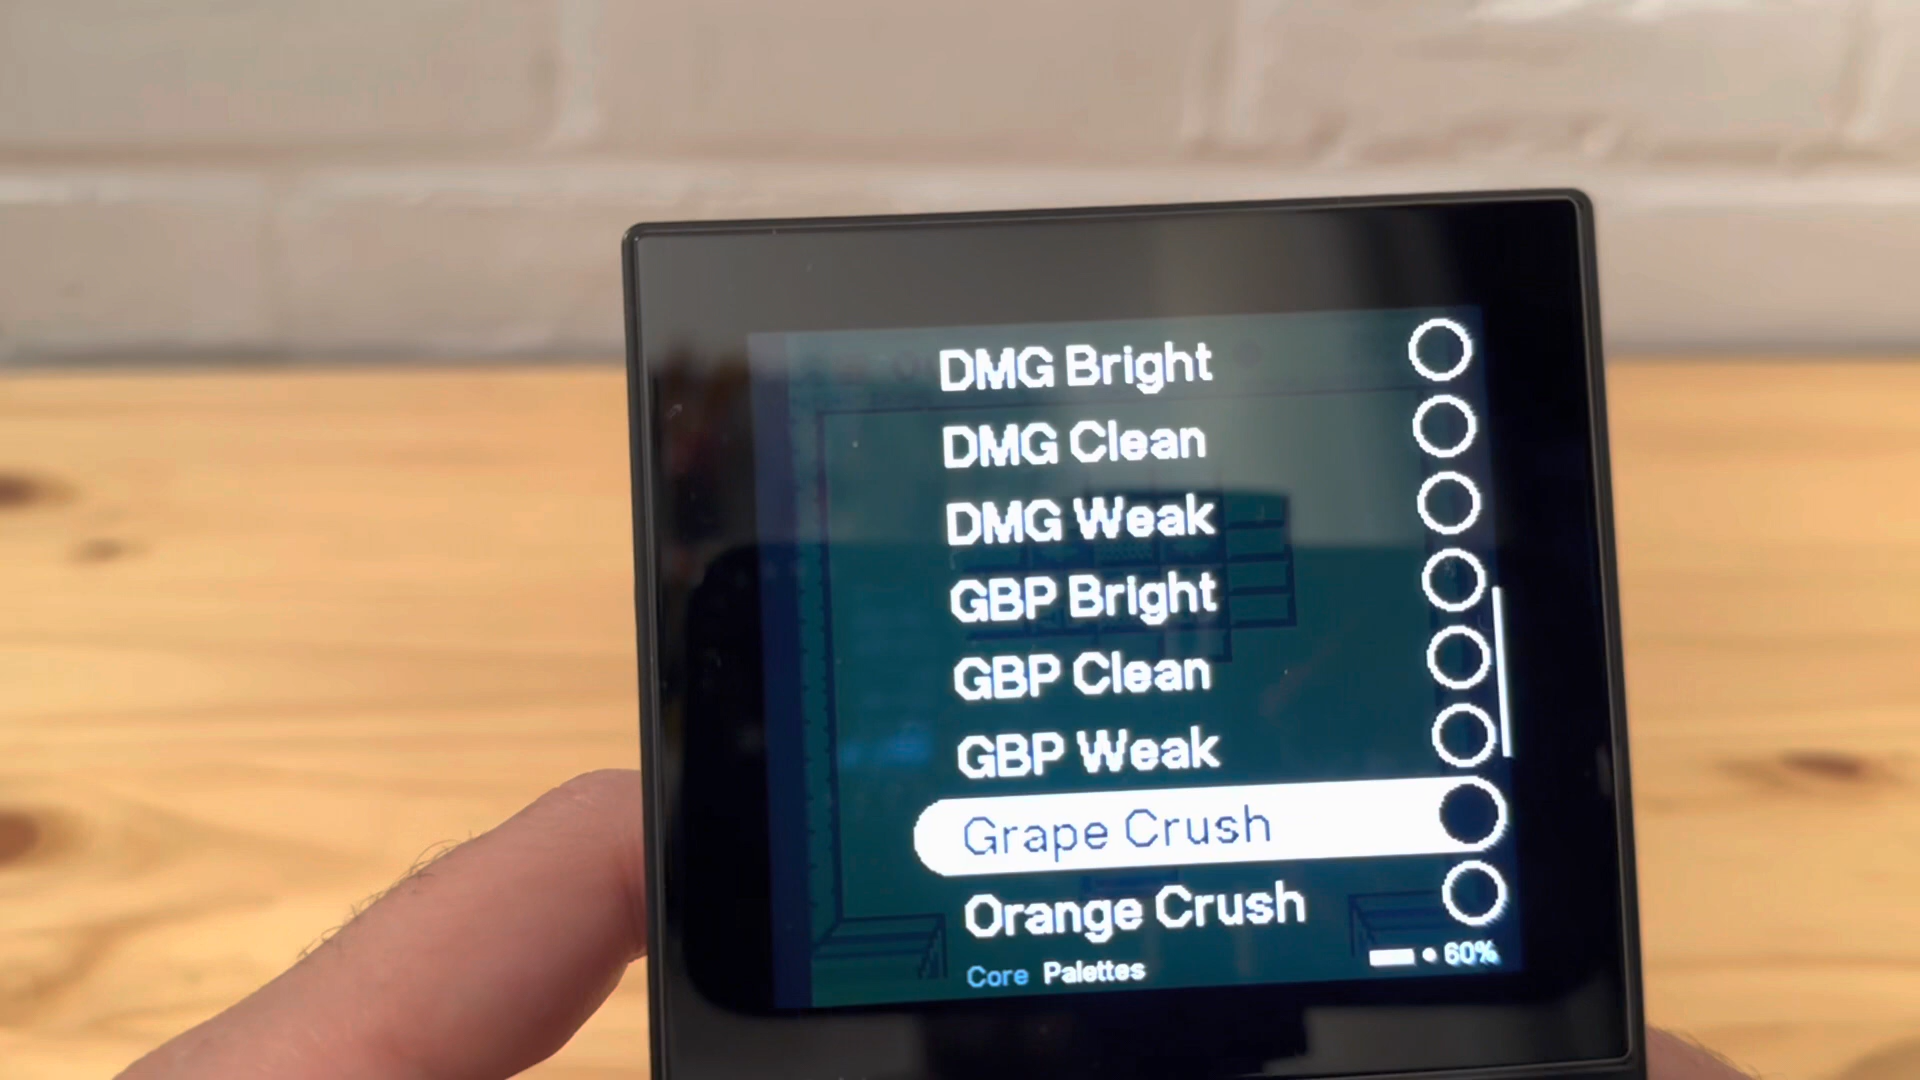 DMG Bright
DMG Clean
DMG Weak
GBP Bright
GBP Clean
GBP Weak
Grape Crush
Orange Crush
Core Palettes
60%